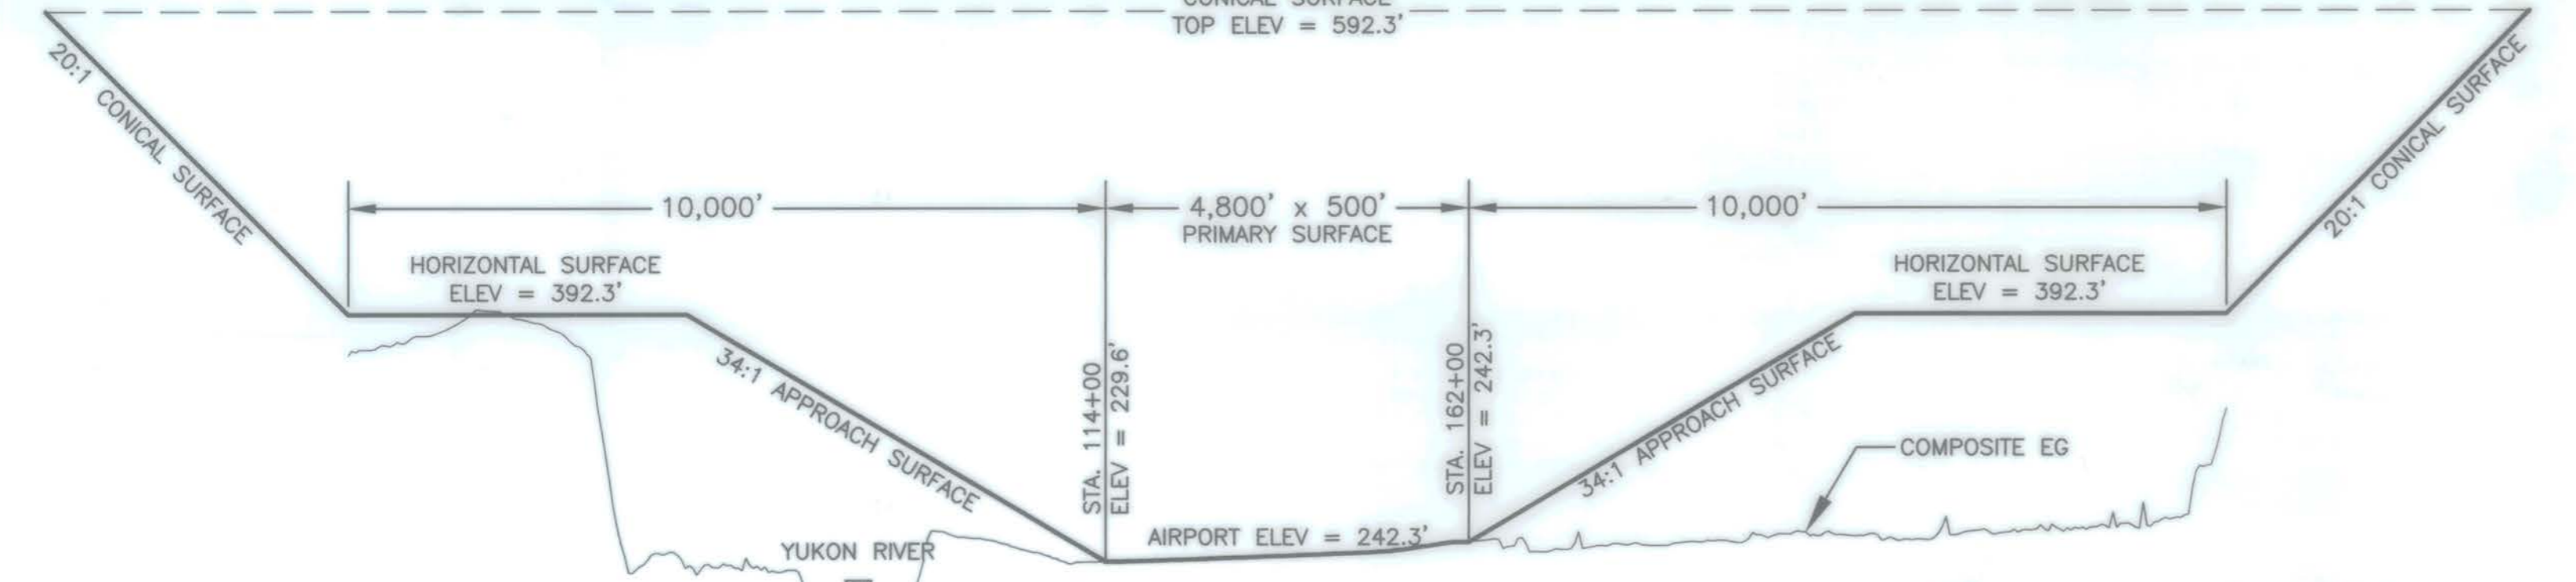 CONICAL SURFACE
TOP ELEV = 592.3'
20:1 CONICAL SURFACE
20:1 CONICAL SURFACE
10,000'
4,800' x 500'
PRIMARY SURFACE
10,000'
HORIZONTAL SURFACE
ELEV = 392.3'
HORIZONTAL SURFACE
ELEV = 392.3'
34:1 APPROACH SURFACE
STA. 114+00
ELEV = 229.6'
STA. 162+00
ELEV = 242.3'
34:1 APPROACH SURFACE
COMPOSITE EG
AIRPORT ELEV = 242.3'
YUKON RIVER